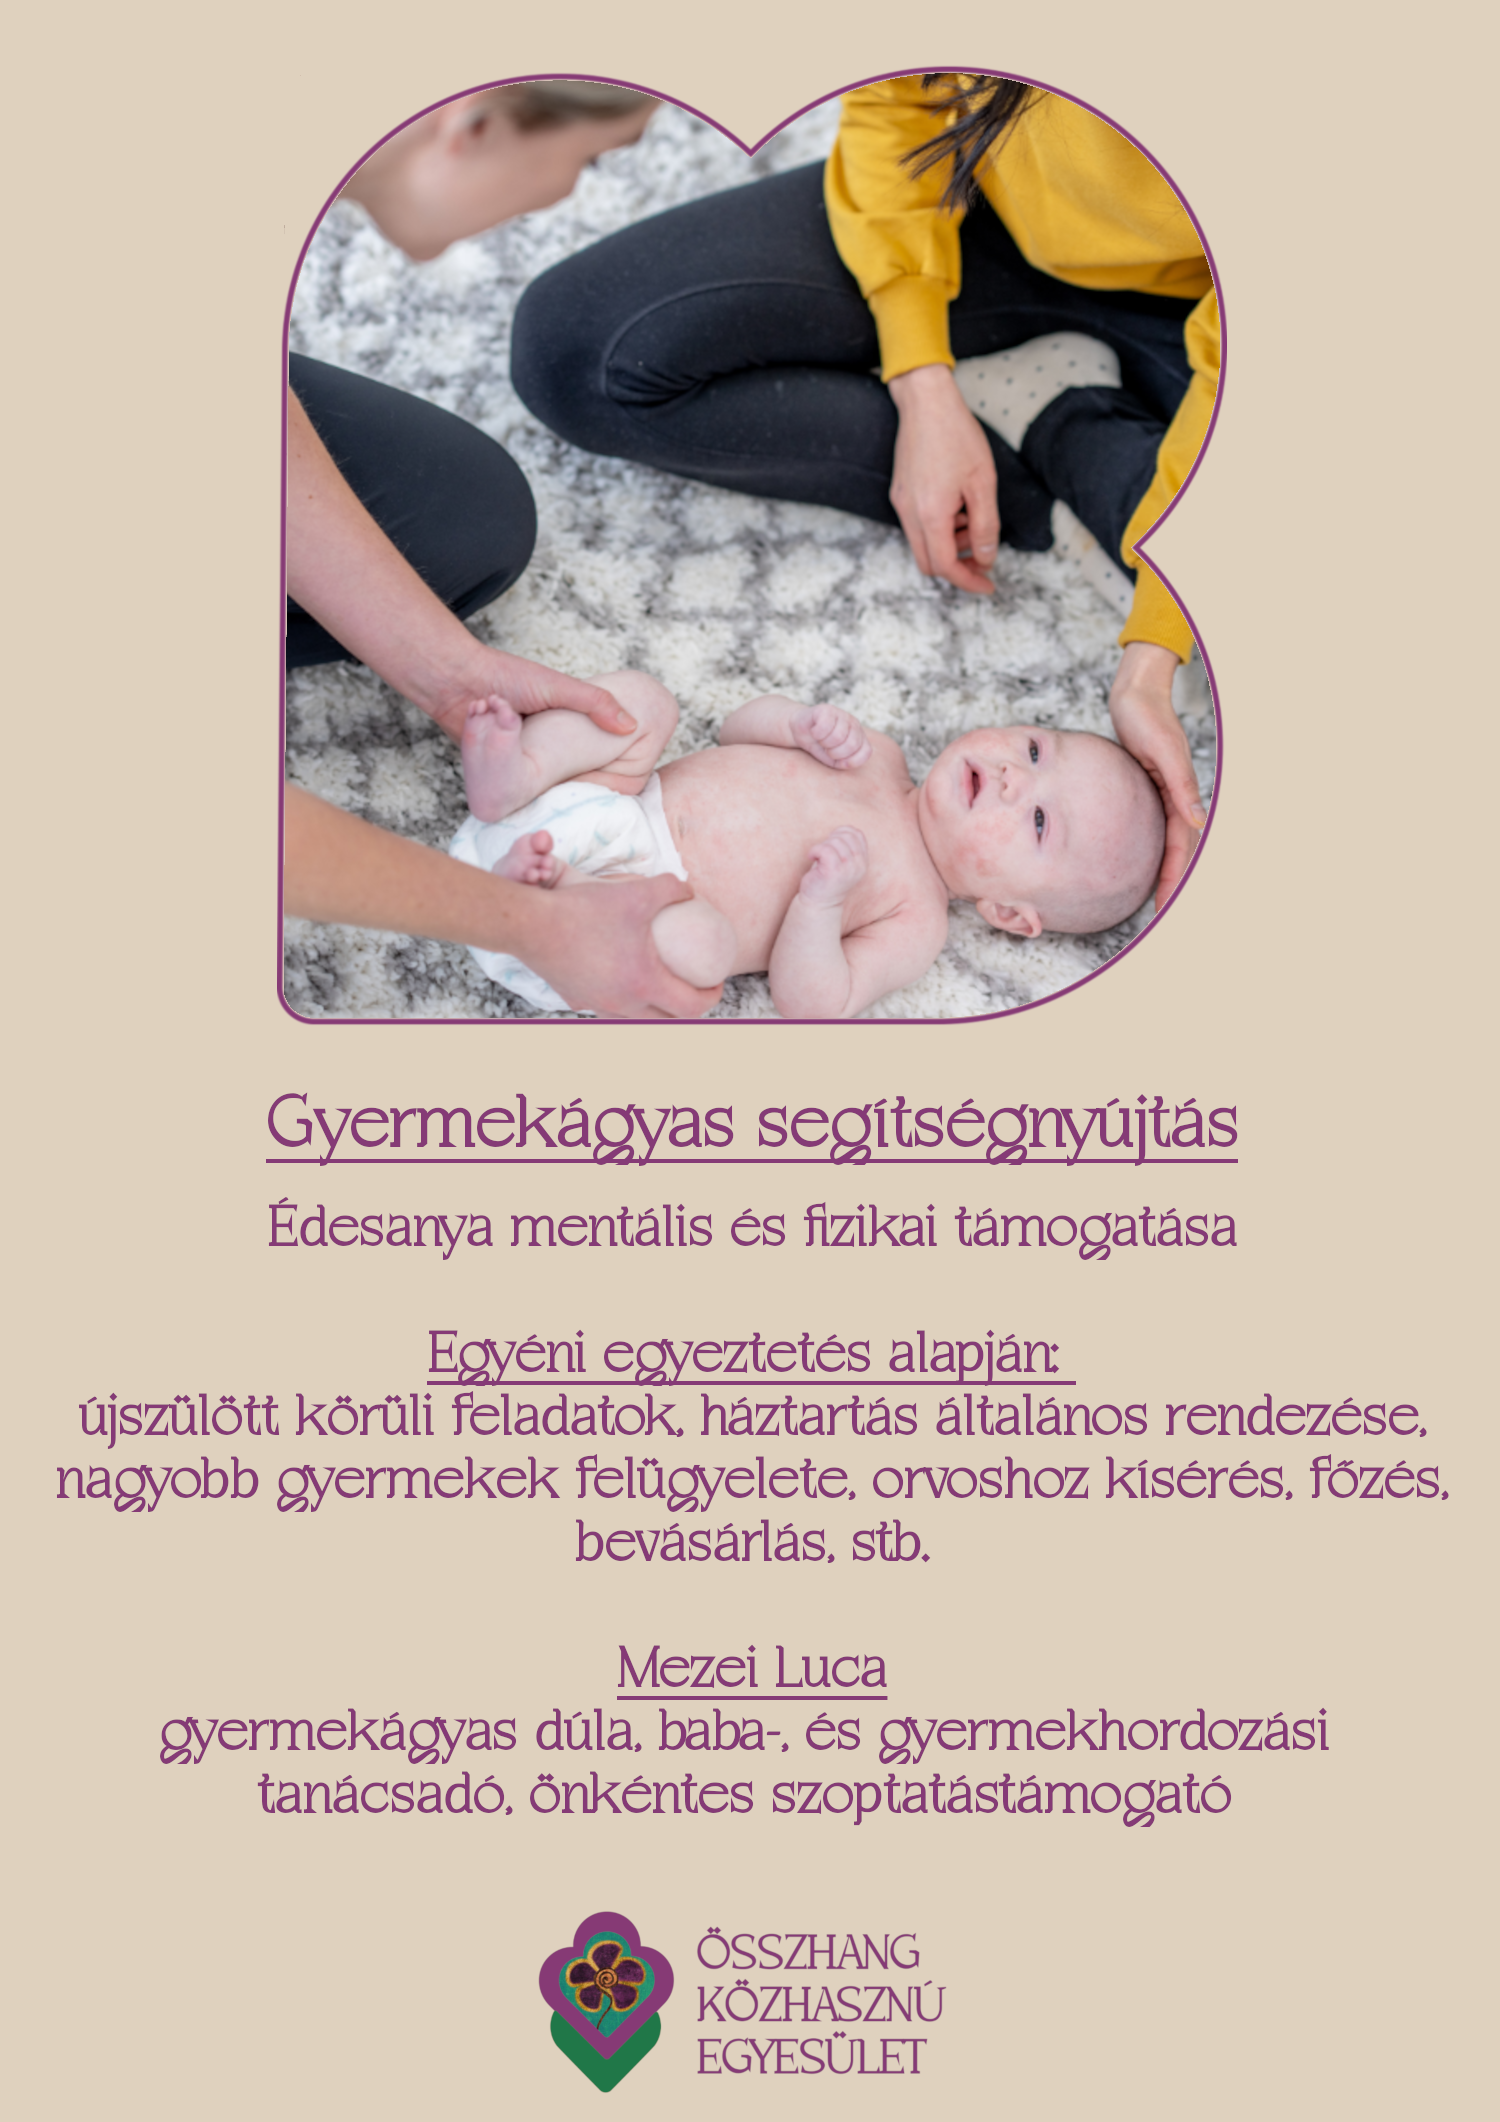 Gyermekágyas segítségnyújtás
Édesanya mentális és fizikai támogatása
Egyéni egyeztetés alapján:
újszülött körüli feladatok, háztartás általános rendezése,
nagyobb gyermekek felügyelete, orvoshoz kísérés, főzés,
bevásárlás, stb.
Mezei Luca
gyermekágyas dúla, baba-, és gyermekhordozási
tanácsadó, önkéntes szoptatástámogató
ÖSSZHANG
KÖZHASZNÚ
EGYESÜLET